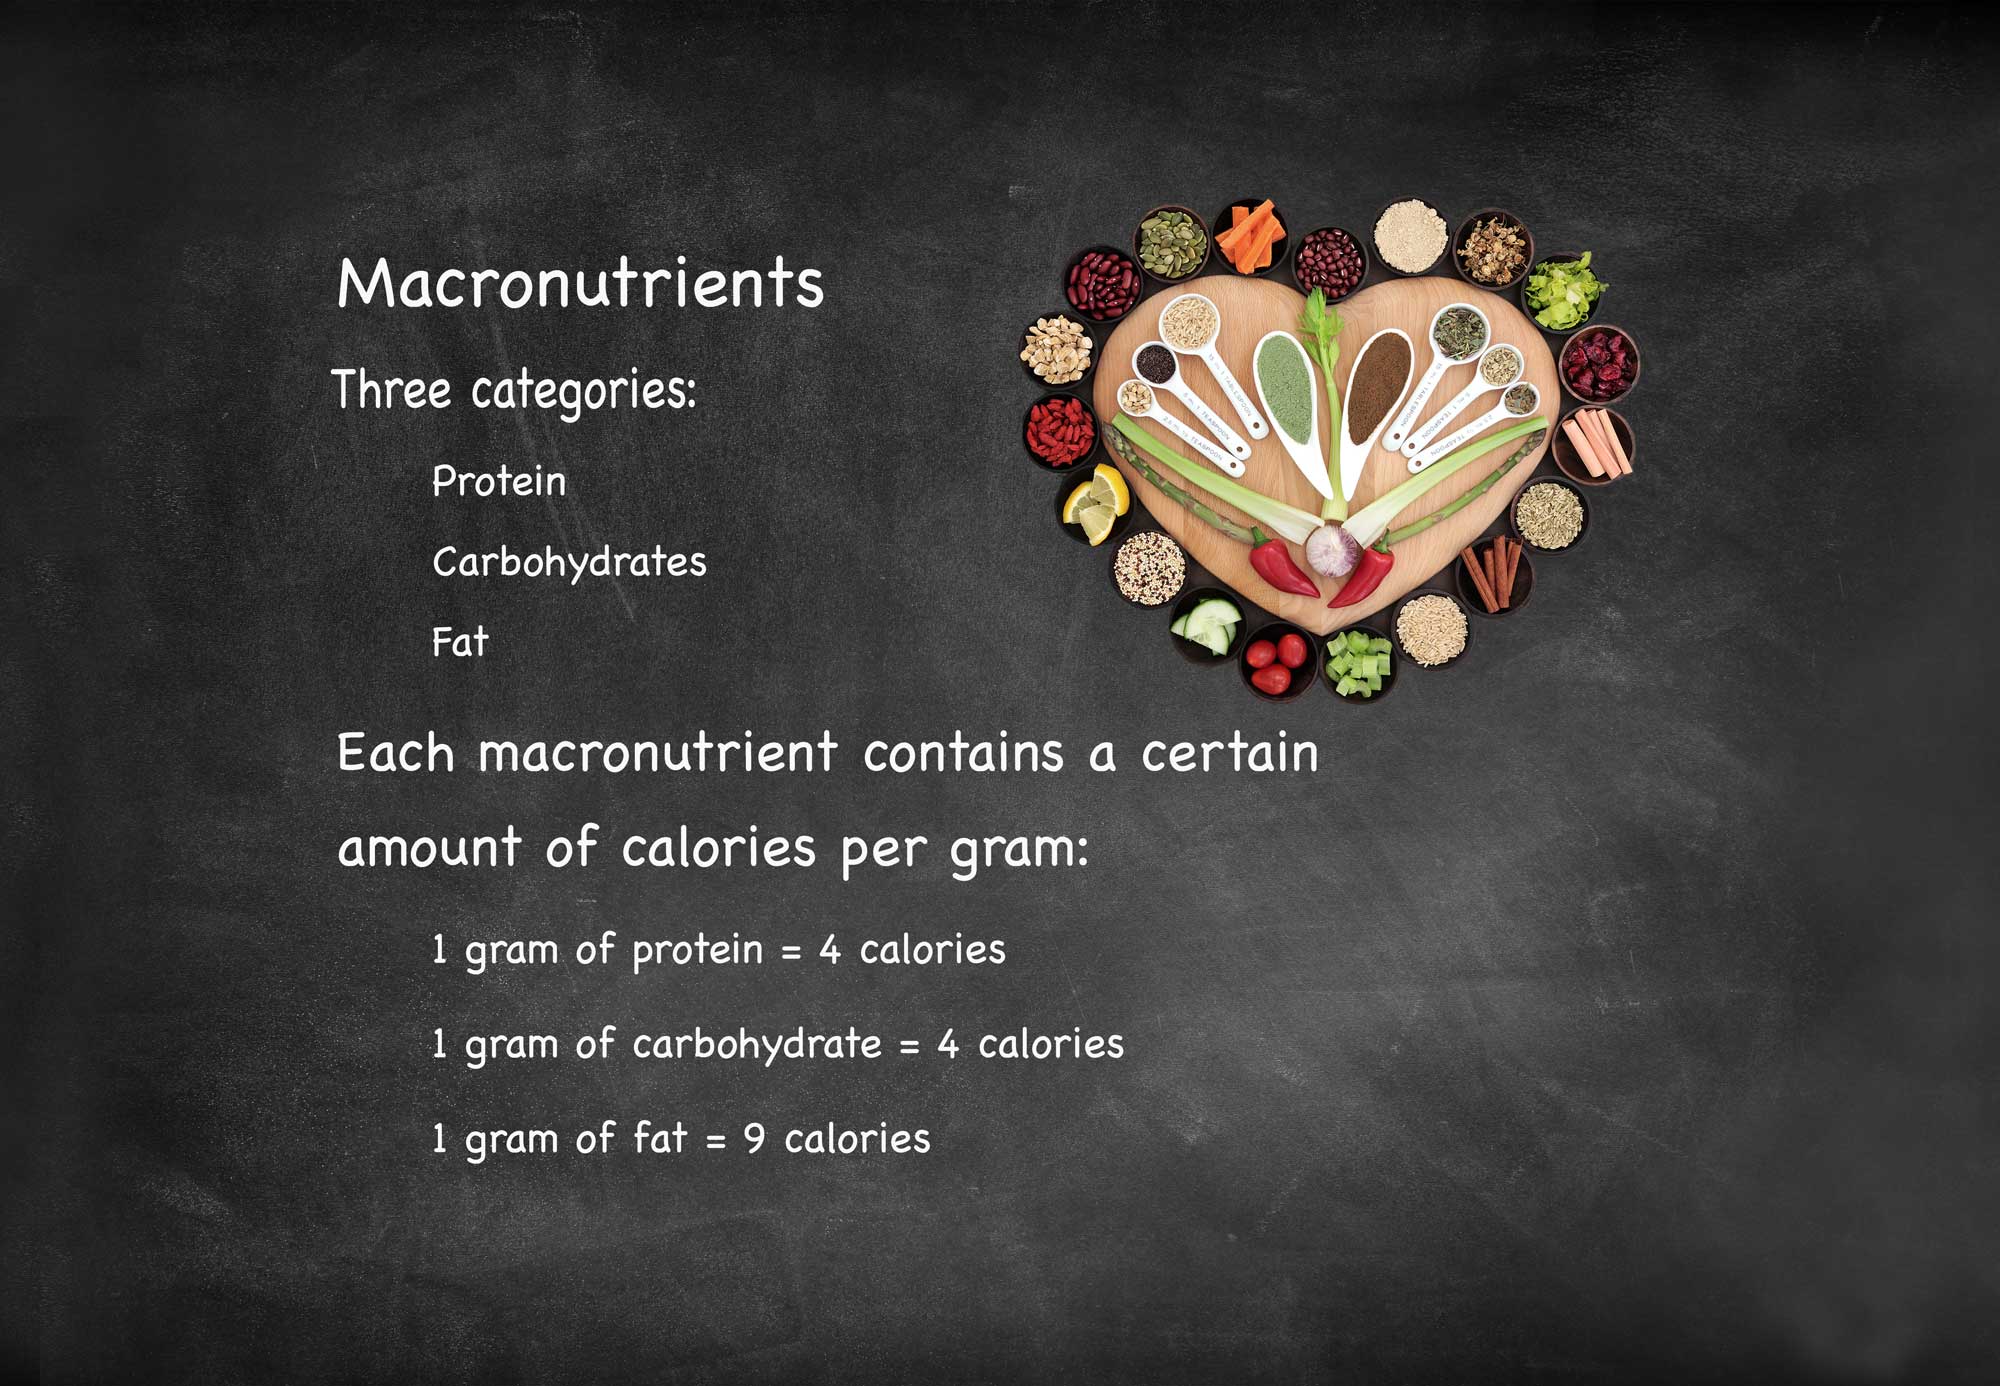 Macronutrients
Three categories:
Protein
Carbohydrates
Fat
Each macronutrient contains a certain
amount of calories per gram:
1 gram of protein = 4 calories
1 gram of carbohydrate = 4 calories
1 gram of fat = 9 calories